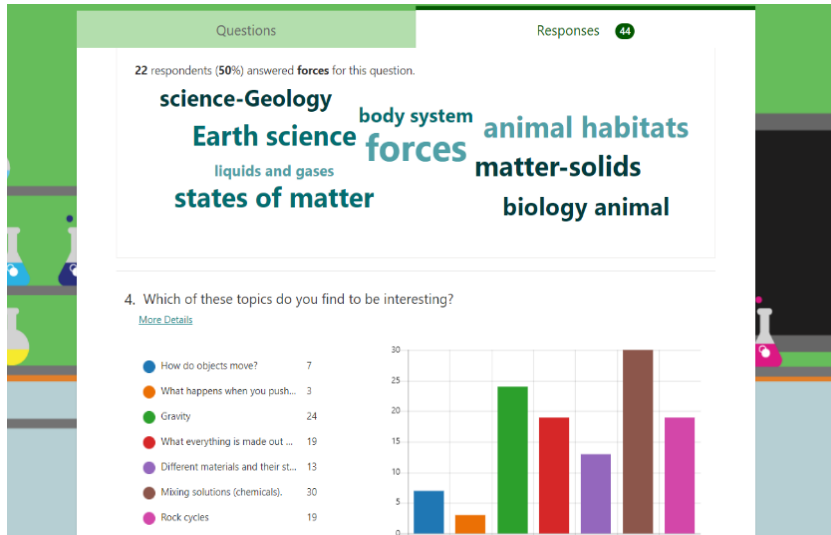 Questions
Responses 44
22 respondents (50%) answered forces for this question.
science-Geology
body system
animal habitats
Earth science
forces
matter-solids
liquids and gases
states of matter
biology animal
4. Which of these topics do you find to be interesting?
More Details
How do objects move? 7
What happens when you push... 3
Gravity 24
What everything is made out ... 19
Different materials and their st... 13
Mixing solutions (chemicals). 30
Rock cycles 19
30
25
20
15
10
5
0